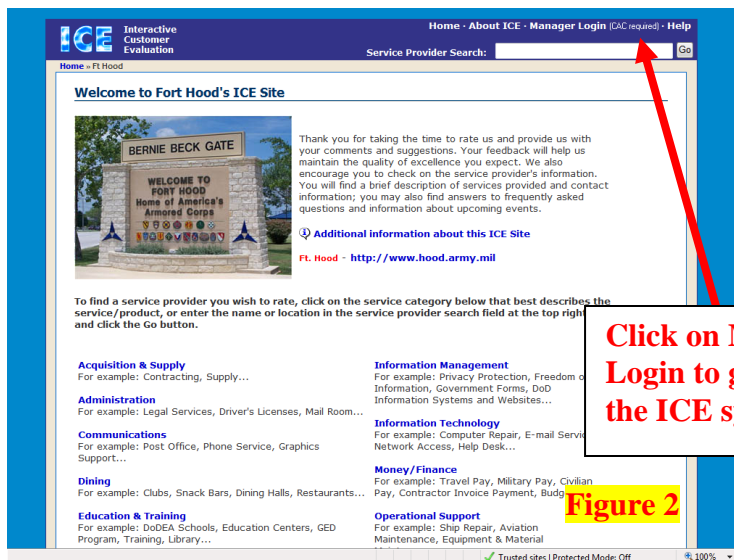 ICE Interactive
Customer
Evaluation
Home · About ICE · Manager Login (CAC required) · Help
Service Provider Search: Go
Home » Ft Hood
Welcome to Fort Hood's ICE Site
BERNIE BECK GATE
WELCOME TO
FORT HOOD
Home of America's
Armored Corps
Thank you for taking the time to rate us and provide us with
your comments and suggestions. Your feedback will help us
maintain the quality of excellence you expect. We also
encourage you to check on the service provider's information.
You will find a brief description of services provided and contact
information; you may also find answers to frequently asked
questions and information about upcoming events.
Additional information about this ICE Site
Ft. Hood - http://www.hood.army.mil
To find a service provider you wish to rate, click on the service category below that best describes the
service/product, or enter the name or location in the service provider search field at the top right
and click the Go button.
Click on
Login to
the ICE
Acquisition & Supply
For example: Contracting, Supply...
Administration
For example: Legal Services, Driver's Licenses, Mail Room...
Communications
For example: Post Office, Phone Service, Graphics
Support...
Dining
For example: Clubs, Snack Bars, Dining Halls, Restaurants...
Education & Training
For example: DoDEA Schools, Education Centers, GED
Program, Training, Library...
Information Management
For example: Privacy Protection, Freedom
Information, Government Forms, DoD
Information Systems and Websites...
Information Technology
For example: Computer Repair, E-mail
Network Access, Help Desk...
Money/Finance
For example: Travel Pay, Military Pay, Civilian
Pay, Contractor Invoice Payment,
Operational Support
For example: Ship Repair, Aviation
Maintenance, Equipment & Material
Figure 2
Trusted sites | Protected Mode: Off 100%